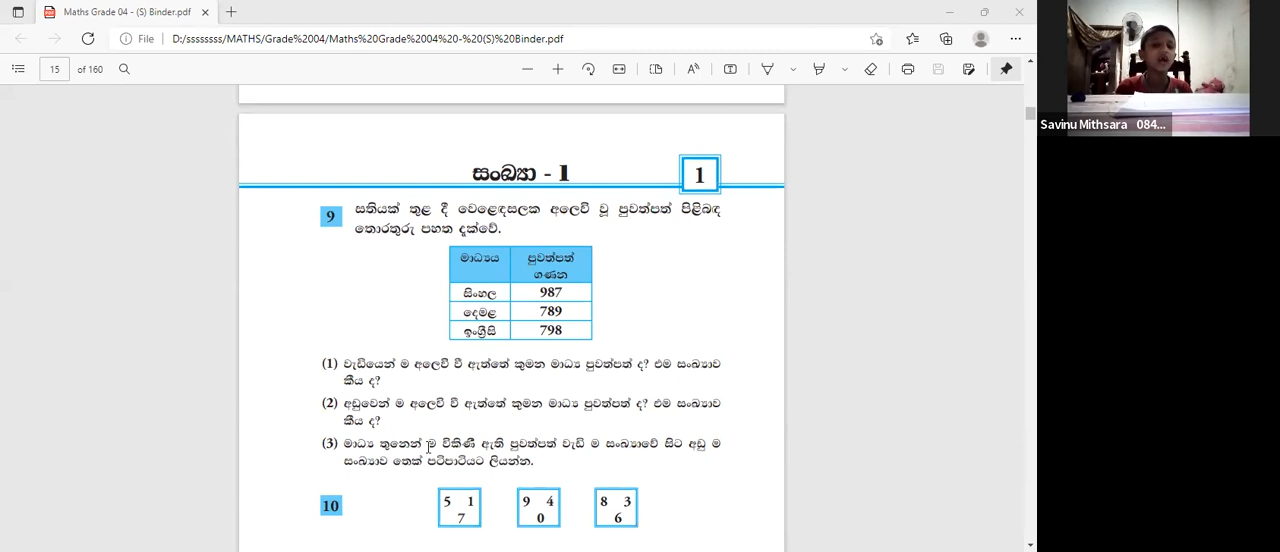 Maths Grade 04 - (S) Binder.pdf
File D:/ssssssss/MATHS/Grade%2004/Maths%20Grade%2004%20-%20(S)%20Binder.pdf
15 of 160
Savinu Mithsara 084...
සංඛ්‍යා - 1 1
9 සතියක් තුළ දී වෙළෙඳසලක අලෙවි වූ පුවත්පත් පිළිබඳ
තොරතුරු පහත දැක්වේ.
මාධ්‍යය පුවත්පත්
ගණන
සිංහල 987
දෙමළ 789
ඉංග්‍රීසි 798
(1) වැඩියෙන් ම අලෙවි වී ඇත්තේ කුමන මාධ්‍ය පුවත්පත් ද? එම සංඛ්‍යාව
කීය ද?
(2) අඩුවෙන් ම අලෙවි වී ඇත්තේ කුමන මාධ්‍ය පුවත්පත් ද? එම සංඛ්‍යාව
කීය ද?
(3) මාධ්‍ය තුනෙන් ම විකිණී ඇති පුවත්පත් වැඩි ම සංඛ්‍යාවේ සිට අඩු ම
සංඛ්‍යාව තෙක් පටිපාටියට ලියන්න.
10 5 1 9 4 8 3
7 0 6